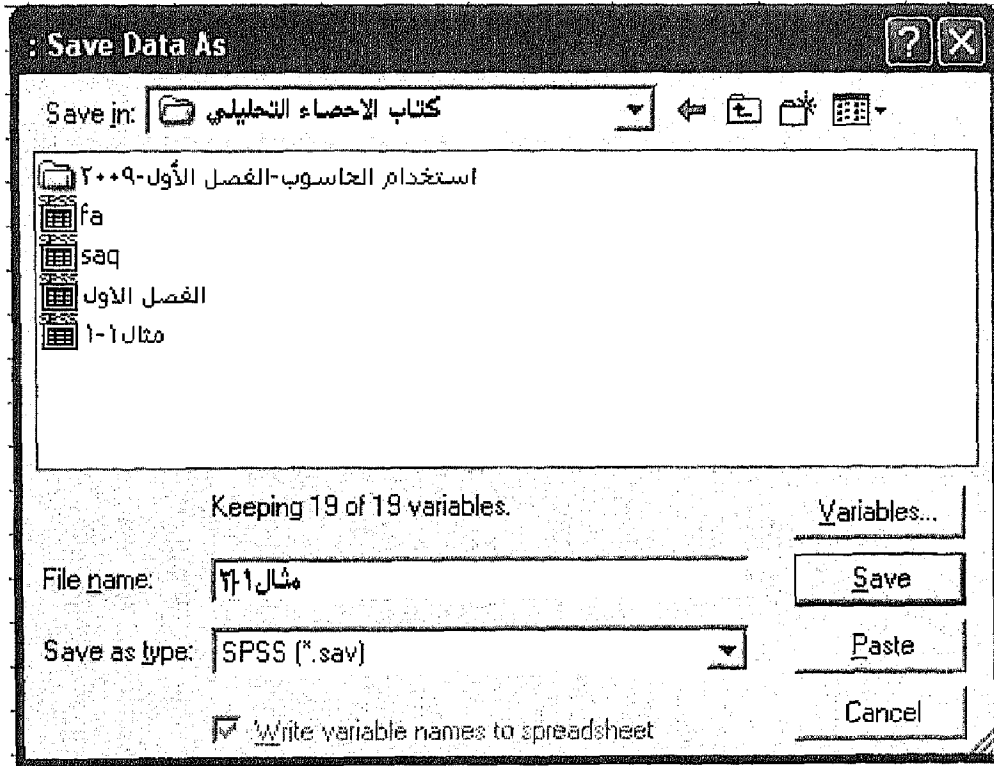 : Save Data As
Save in: كتاب الاحصاء التحليلي
استخدام الحاسوب-الفصل الأول-٢٠٠٩
fa
saq
الفصل الاول
مثال١-١
Keeping 19 of 19 variables.
Variables...
File name: مثال١-٢
Save
Save as type: SPSS (*.sav)
Paste
Write variable names to spreadsheet
Cancel